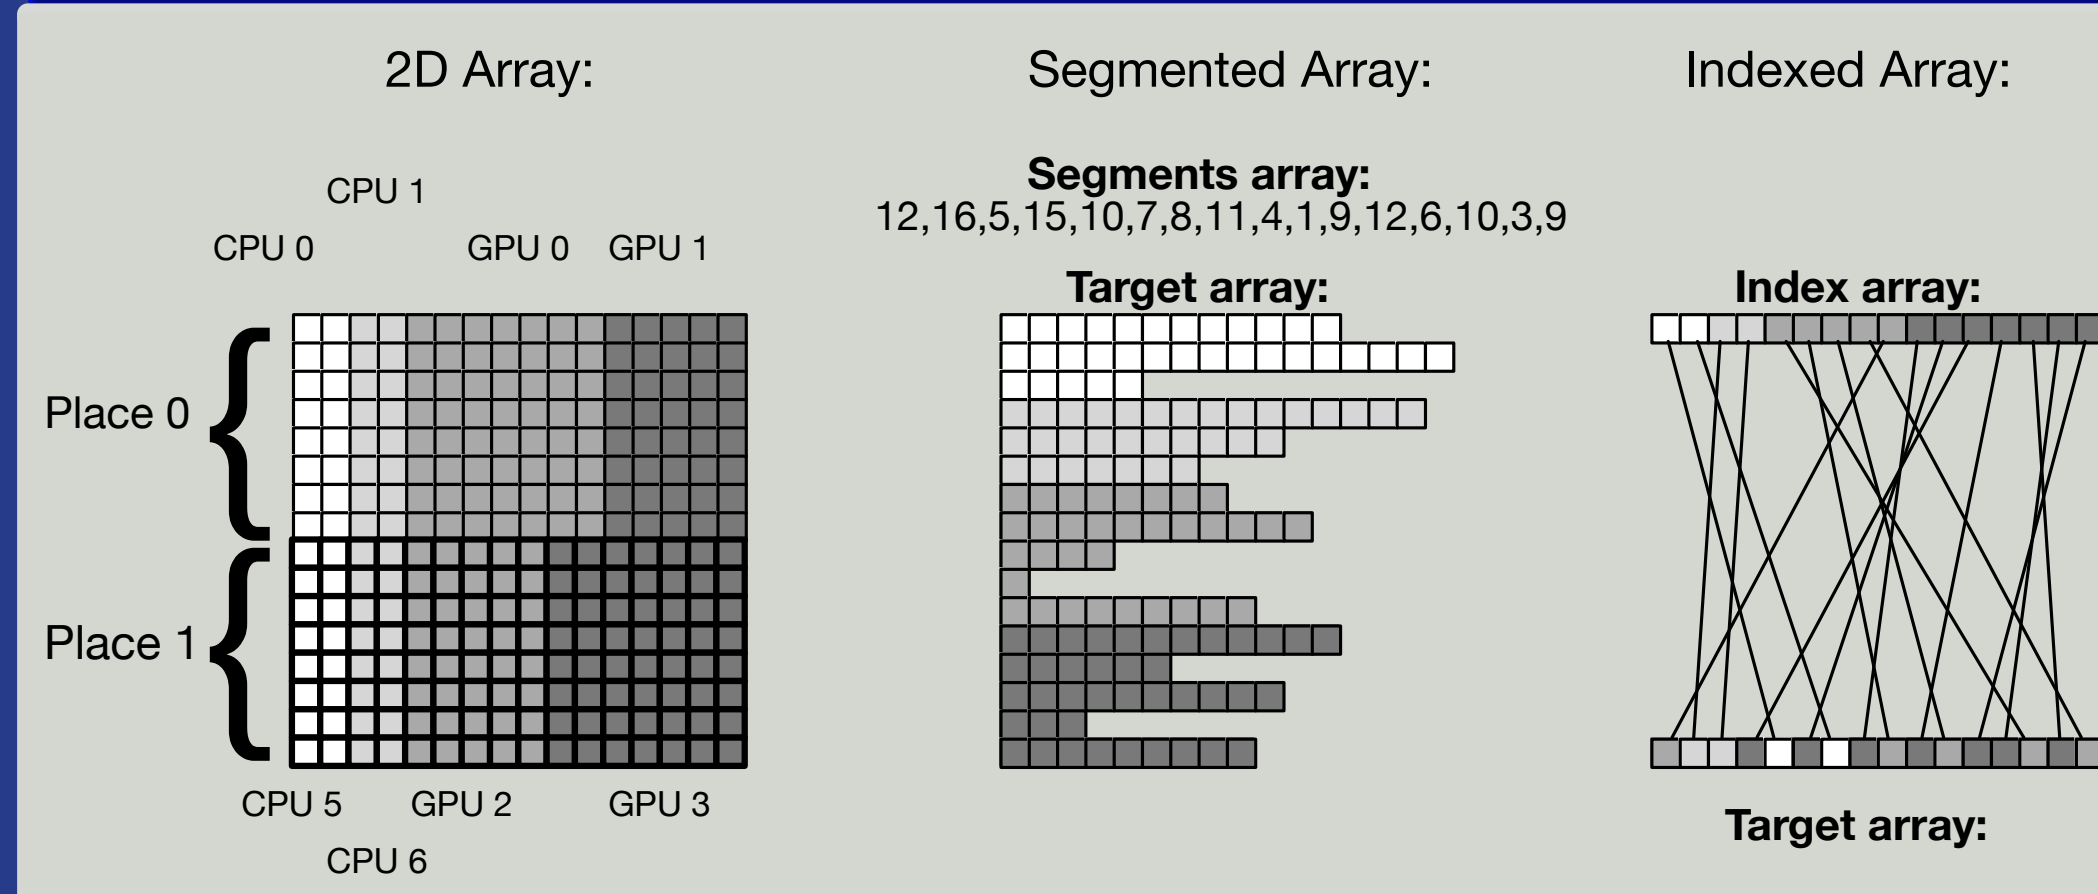 2D Array:
CPU 1
CPU 0
GPU 0
GPU 1
Place 0
Place 1
CPU 5
GPU 2
GPU 3
CPU 6
Segmented Array:
Segments array:
12,16,5,15,10,7,8,11,4,1,9,12,6,10,3,9
Target array:
Indexed Array:
Index array:
Target array: